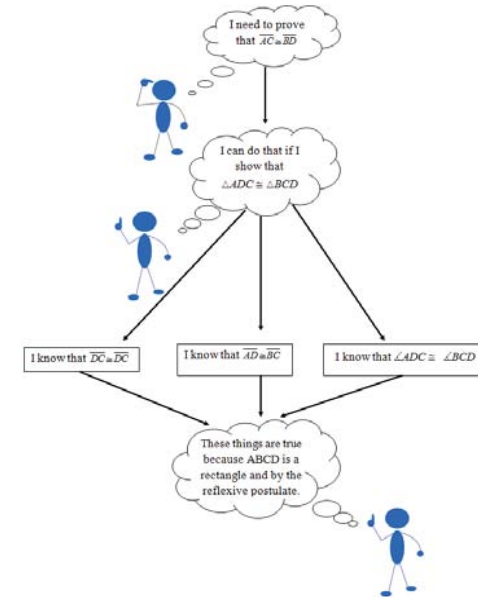 I need to prove
that AC ≅ BD
I can do that if I
show that
△ADC ≅ △BCD
I know that DC ≅ DC
I know that AD ≅ BC
I know that ∠ADC ≅ ∠BCD
These things are true
because ABCD is a
rectangle and by the
reflexive postulate.